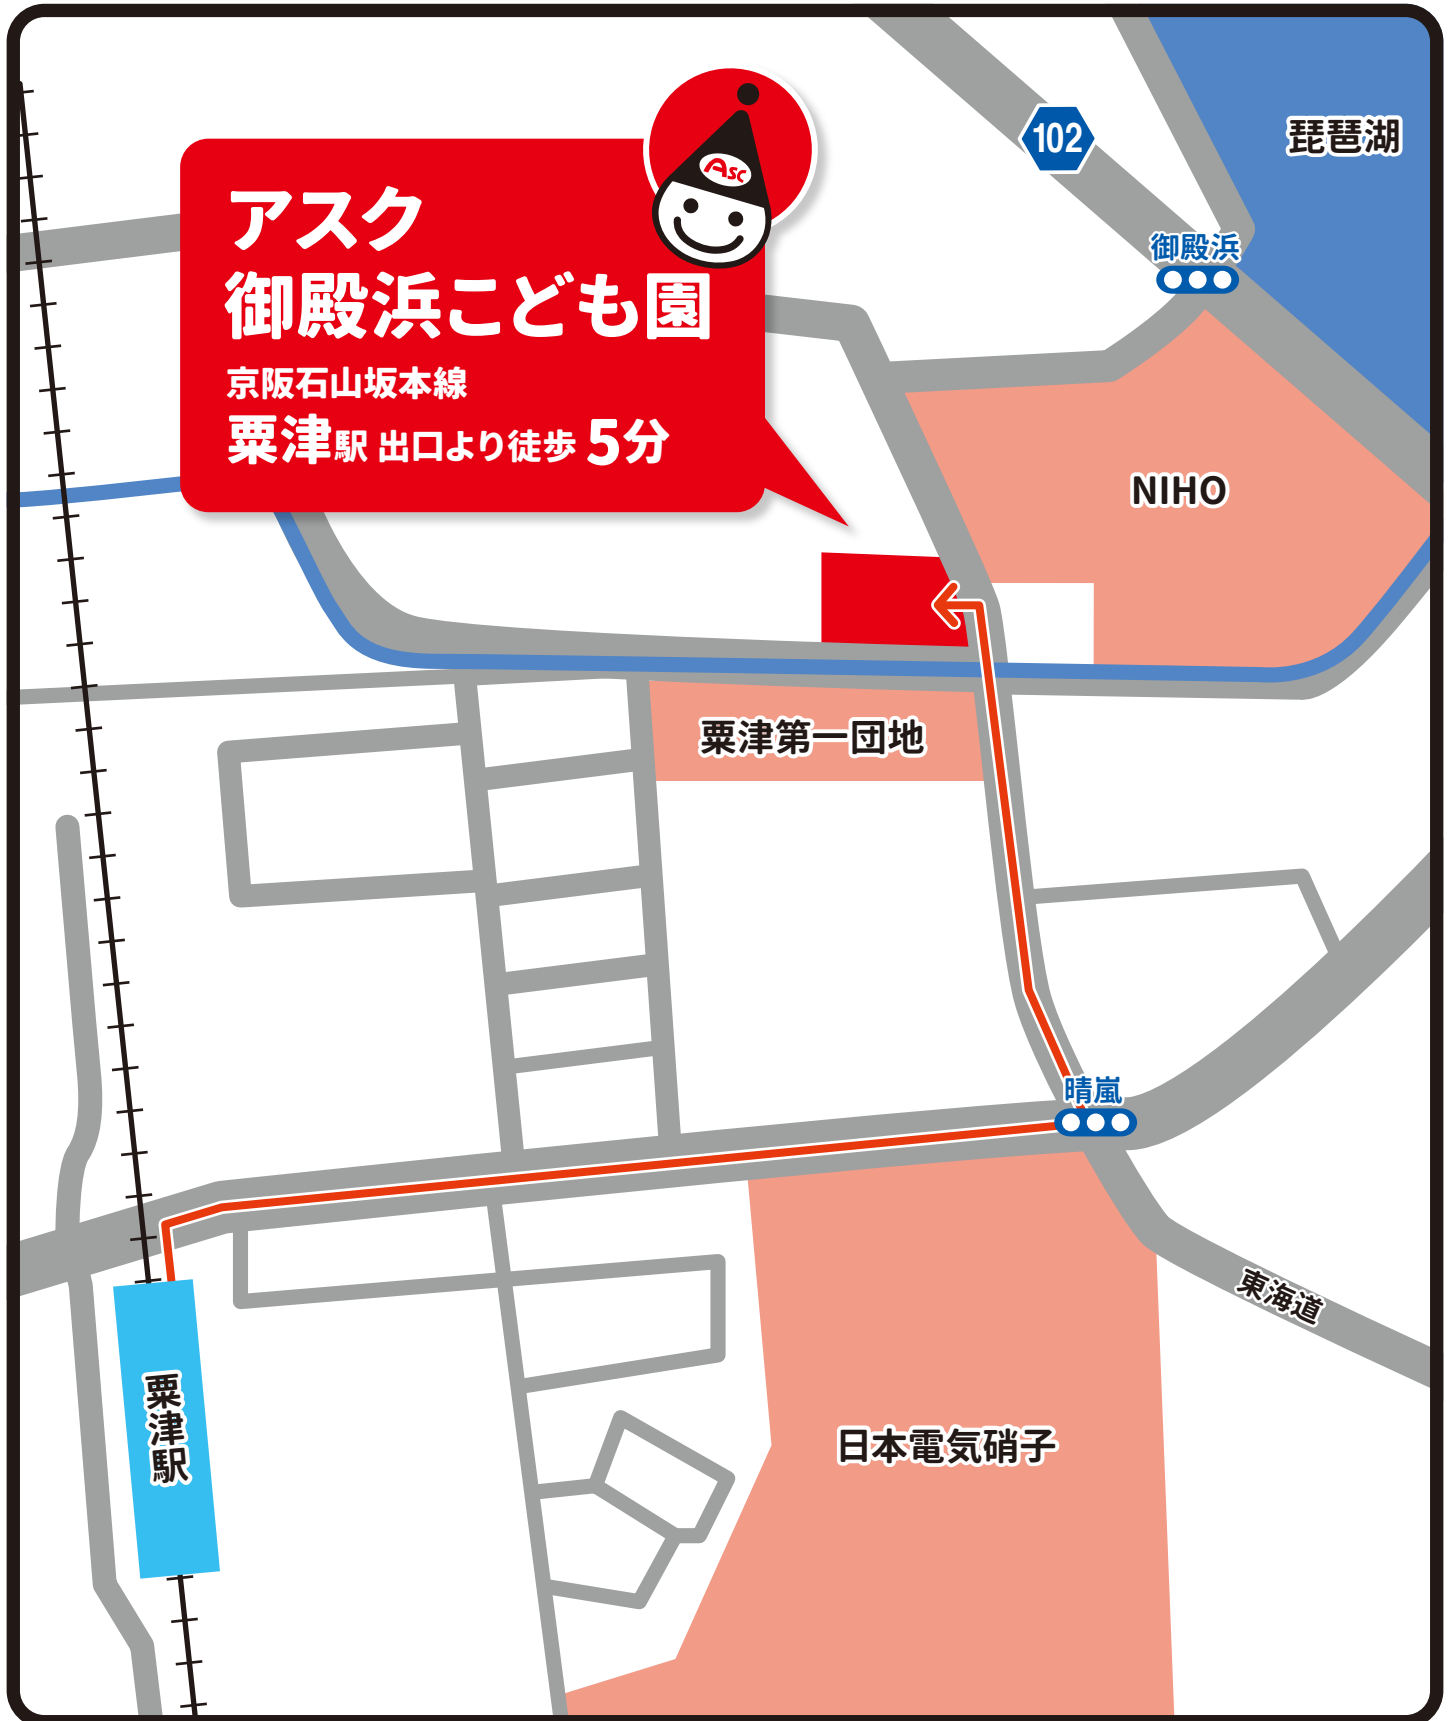 アスク
御殿浜こども園
京阪石山坂本線
粟津駅 出口より徒歩 5分
ASC
102
琵琶湖
御殿浜
NIHO
粟津第一団地
晴嵐
東海道
粟津駅
日本電気硝子